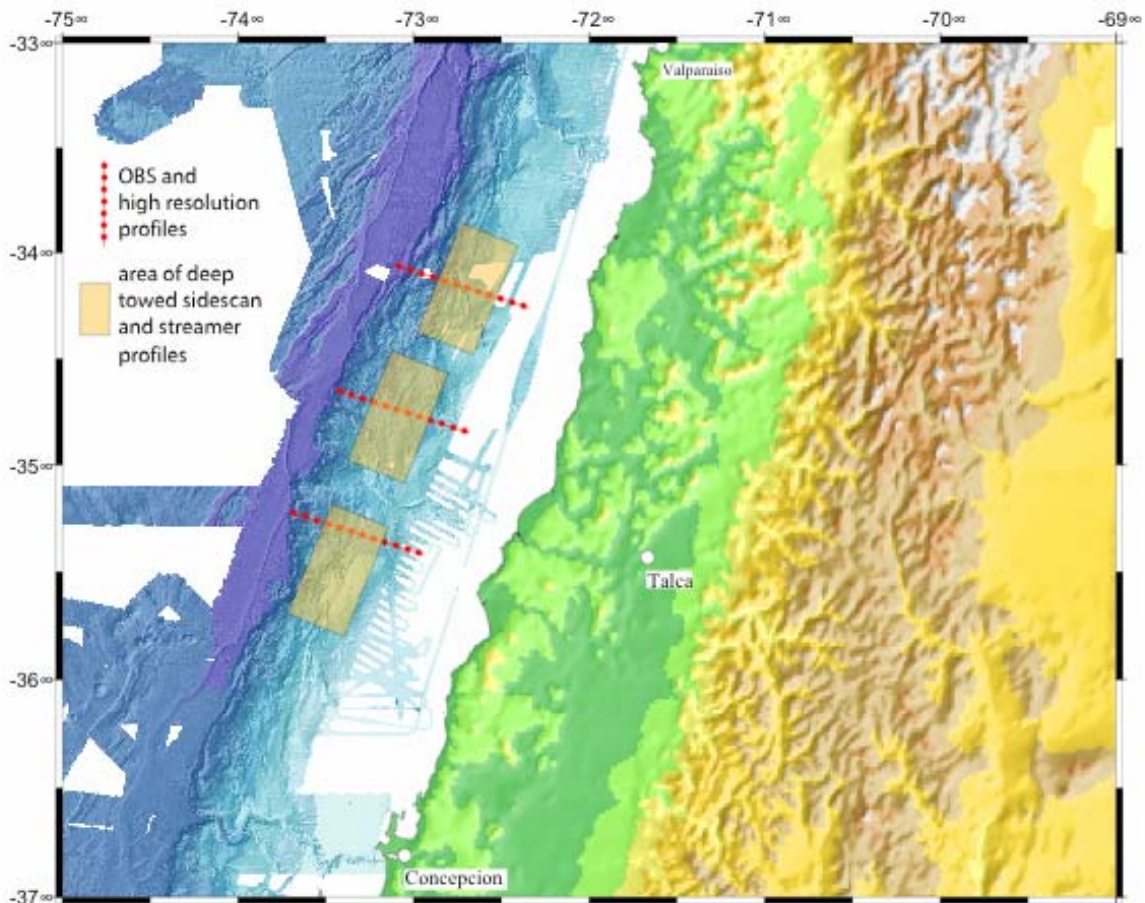 -75∞ -74∞ -73∞ -72∞ -71∞ -70∞ -69∞
-33∞
Valparaiso
OBS and
high resolution
profiles
-34∞
area of deep
towed sidescan
and streamer
profiles
-35∞
Talca
-36∞
Concepcion
-37∞